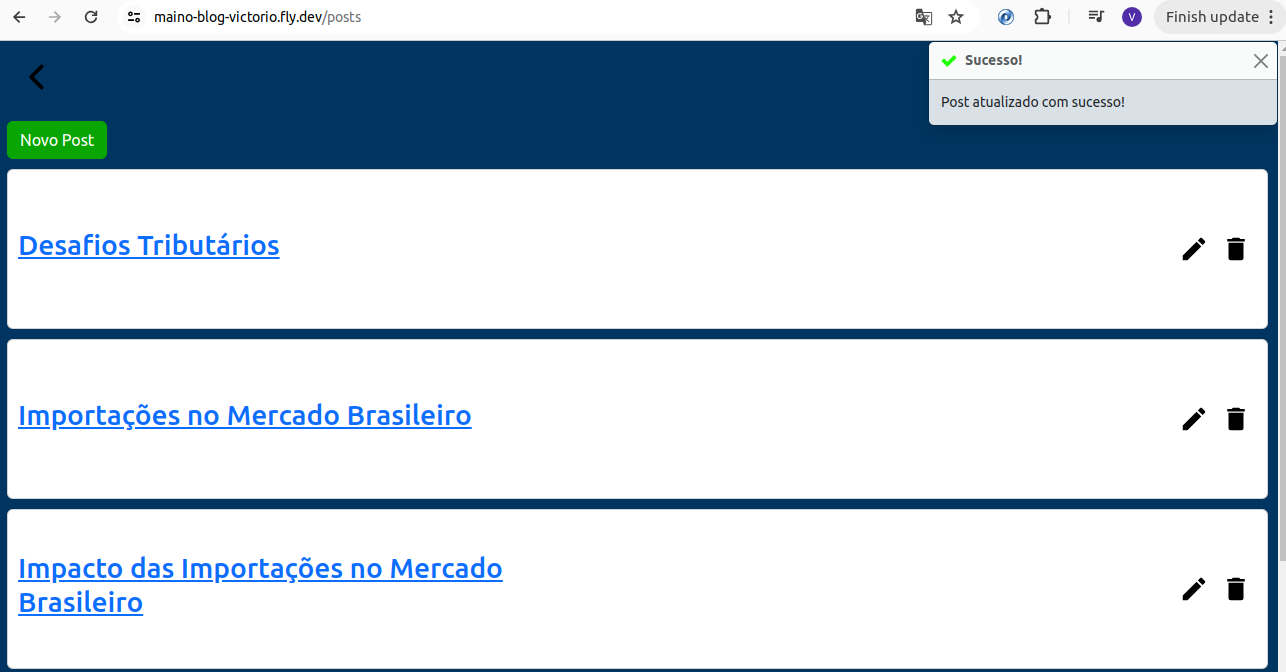 maino-blog-victorio.fly.dev/posts
V
Finish update
Sucesso!
Post atualizado com sucesso!
Novo Post
Desafios Tributários
Importações no Mercado Brasileiro
Impacto das Importações no Mercado
Brasileiro